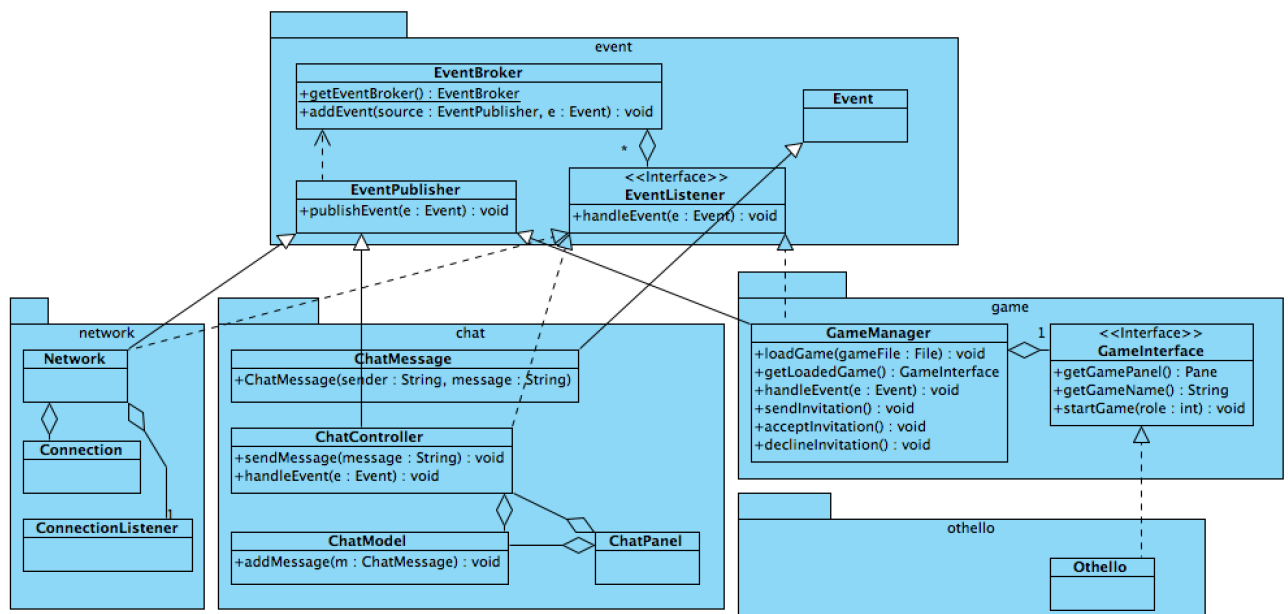 event
EventBroker
+getEventBroker() : EventBroker
+addEvent(source : EventPublisher, e : Event) : void
Event
*
<<Interface>>
EventListener
+handleEvent(e : Event) : void
EventPublisher
+publishEvent(e : Event) : void
network
Network
Connection
1
ConnectionListener
chat
ChatMessage
+ChatMessage(sender : String, message : String)
ChatController
+sendMessage(message : String) : void
+handleEvent(e : Event) : void
ChatModel
+addMessage(m : ChatMessage) : void
ChatPanel
game
GameManager
+loadGame(gameFile : File) : void
+getLoadedGame() : GameInterface
+handleEvent(e : Event) : void
+sendInvitation() : void
+acceptInvitation() : void
+declineInvitation() : void
1
<<Interface>>
GameInterface
+getGamePanel() : Pane
+getGameName() : String
+startGame(role : int) : void
othello
Othello